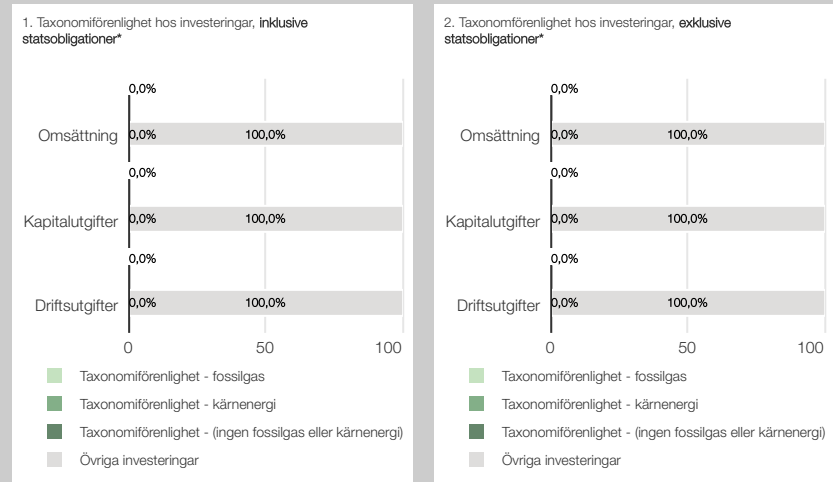 1. Taxonomiförenlighet hos investeringar, inklusive
statsobligationer*
0,0%
Omsättning 0,0% 100,0%
0,0%
Kapitalutgifter 0,0% 100,0%
0,0%
Driftsutgifter 0,0% 100,0%
0 50 100
Taxonomiförenlighet - fossilgas
Taxonomiförenlighet - kärnenergi
Taxonomiförenlighet - (ingen fossilgas eller kärnenergi)
Övriga investeringar
2. Taxonomförenlighet hos investeringar, exklusive
statsobligationer*
0,0%
Omsättning 0,0% 100,0%
0,0%
Kapitalutgifter 0,0% 100,0%
0,0%
Driftsutgifter 0,0% 100,0%
0 50 100
Taxonomiförenlighet - fossilgas
Taxonomiförenlighet - kärnenergi
Taxonomiförenlighet - (ingen fossilgas eller kärnenergi)
Övriga investeringar